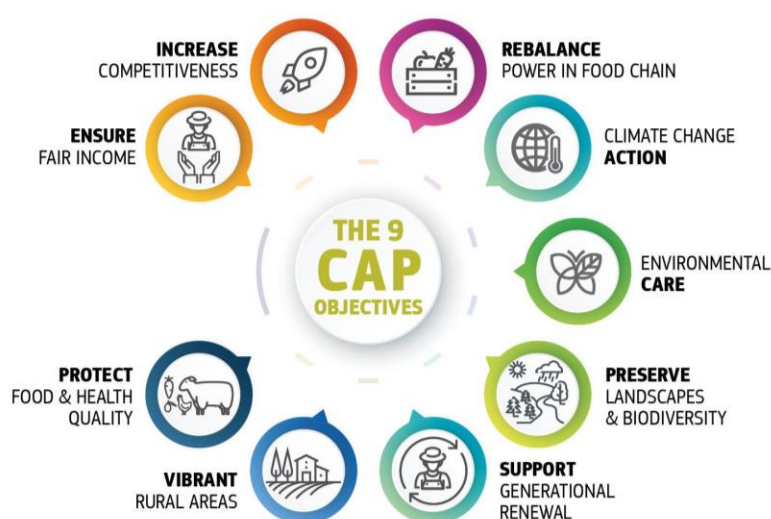 THE 9
CAP
OBJECTIVES
INCREASE
COMPETITIVENESS
REBALANCE
POWER IN FOOD CHAIN
ENSURE
FAIR INCOME
CLIMATE CHANGE
ACTION
ENVIRONMENTAL
CARE
PROTECT
FOOD & HEALTH
QUALITY
PRESERVE
LANDSCAPES
& BIODIVERSITY
VIBRANT
RURAL AREAS
SUPPORT
GENERATIONAL
RENEWAL